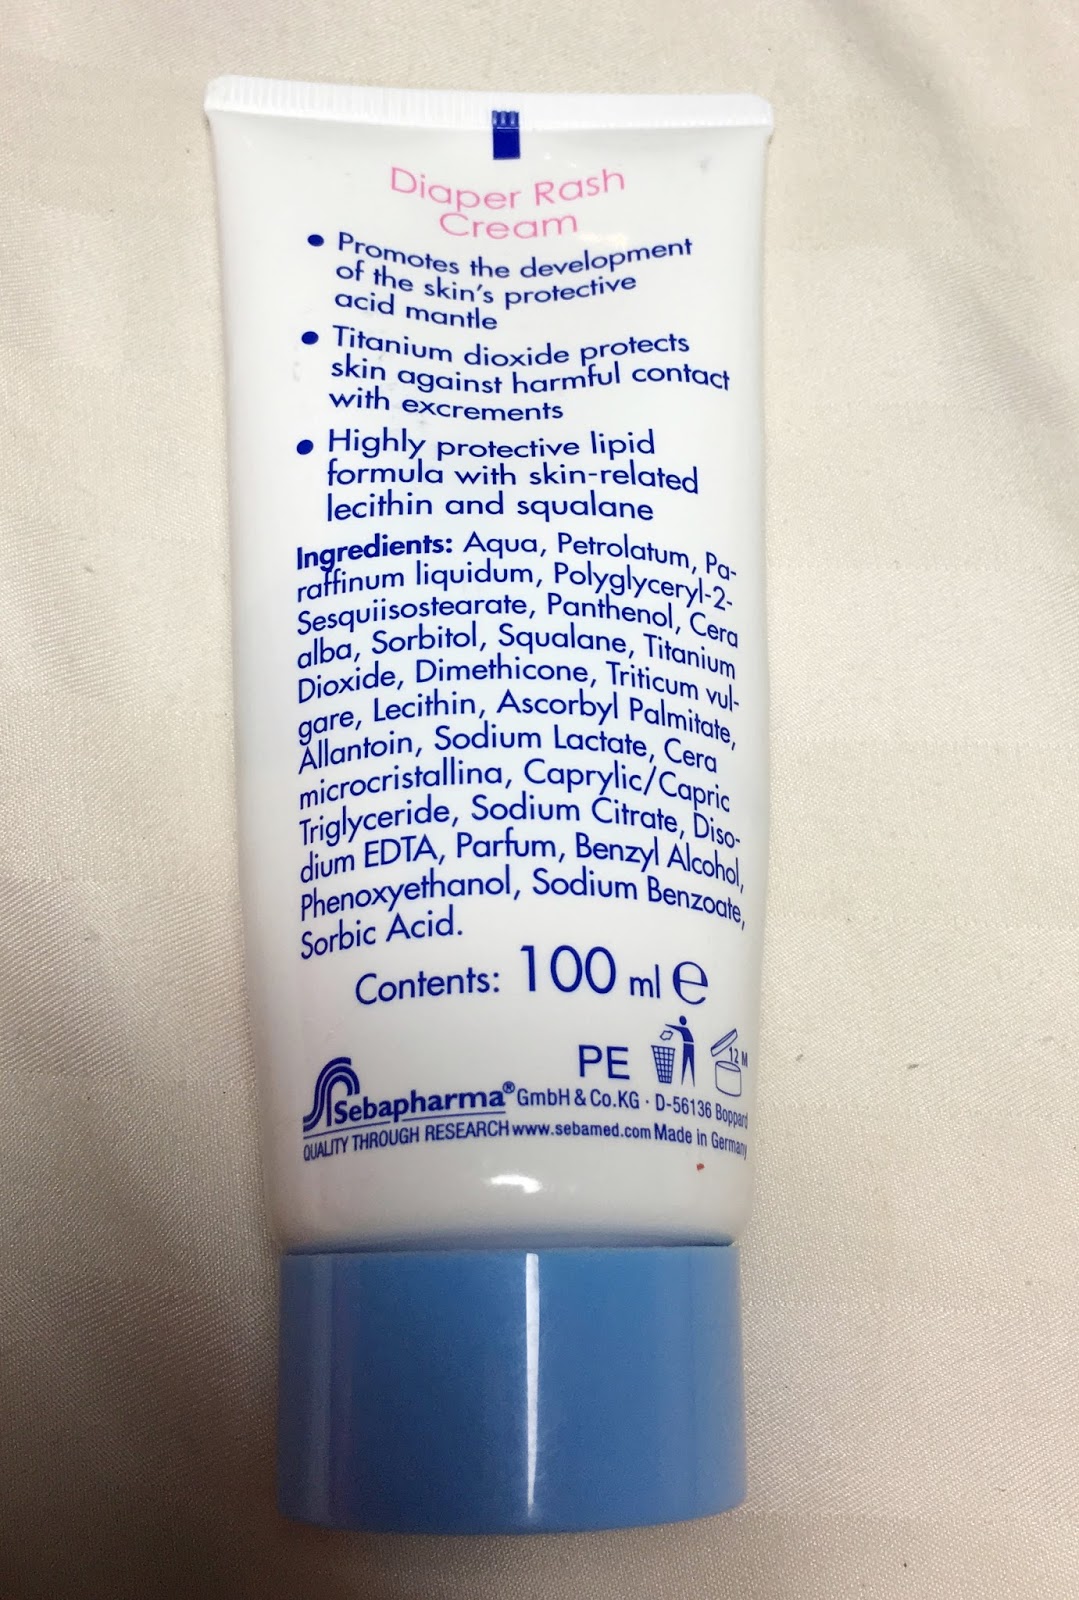 Diaper Rash
Cream
• Promotes the development
of the skin's protective
acid mantle
• Titanium dioxide protects
skin against harmful contact
with excrements
• Highly protective lipid
formula with skin-related
lecithin and squalane
Ingredients: Aqua, Petrolatum, Pa-
raffinum liquidum, Polyglyceryl-2-
Sesquiisostearate, Panthenol, Cera
alba, Sorbitol, Squalane, Titanium
Dioxide, Dimethicone, Triticum vul-
gare, Lecithin, Ascorbyl Palmitate,
Allantoin, Sodium Lactate, Cera
microcristallina, Caprylic/Capric
Triglyceride, Sodium Citrate, Diso-
dium EDTA, Parfum, Benzyl Alcohol,
Phenoxyethanol, Sodium Benzoate,
Sorbic Acid.
Contents: 100 ml ℮
PE 12 M
Sebapharma® GmbH & Co.KG · D-56136 Boppard
QUALITY THROUGH RESEARCH www.sebamed.com Made in Germany